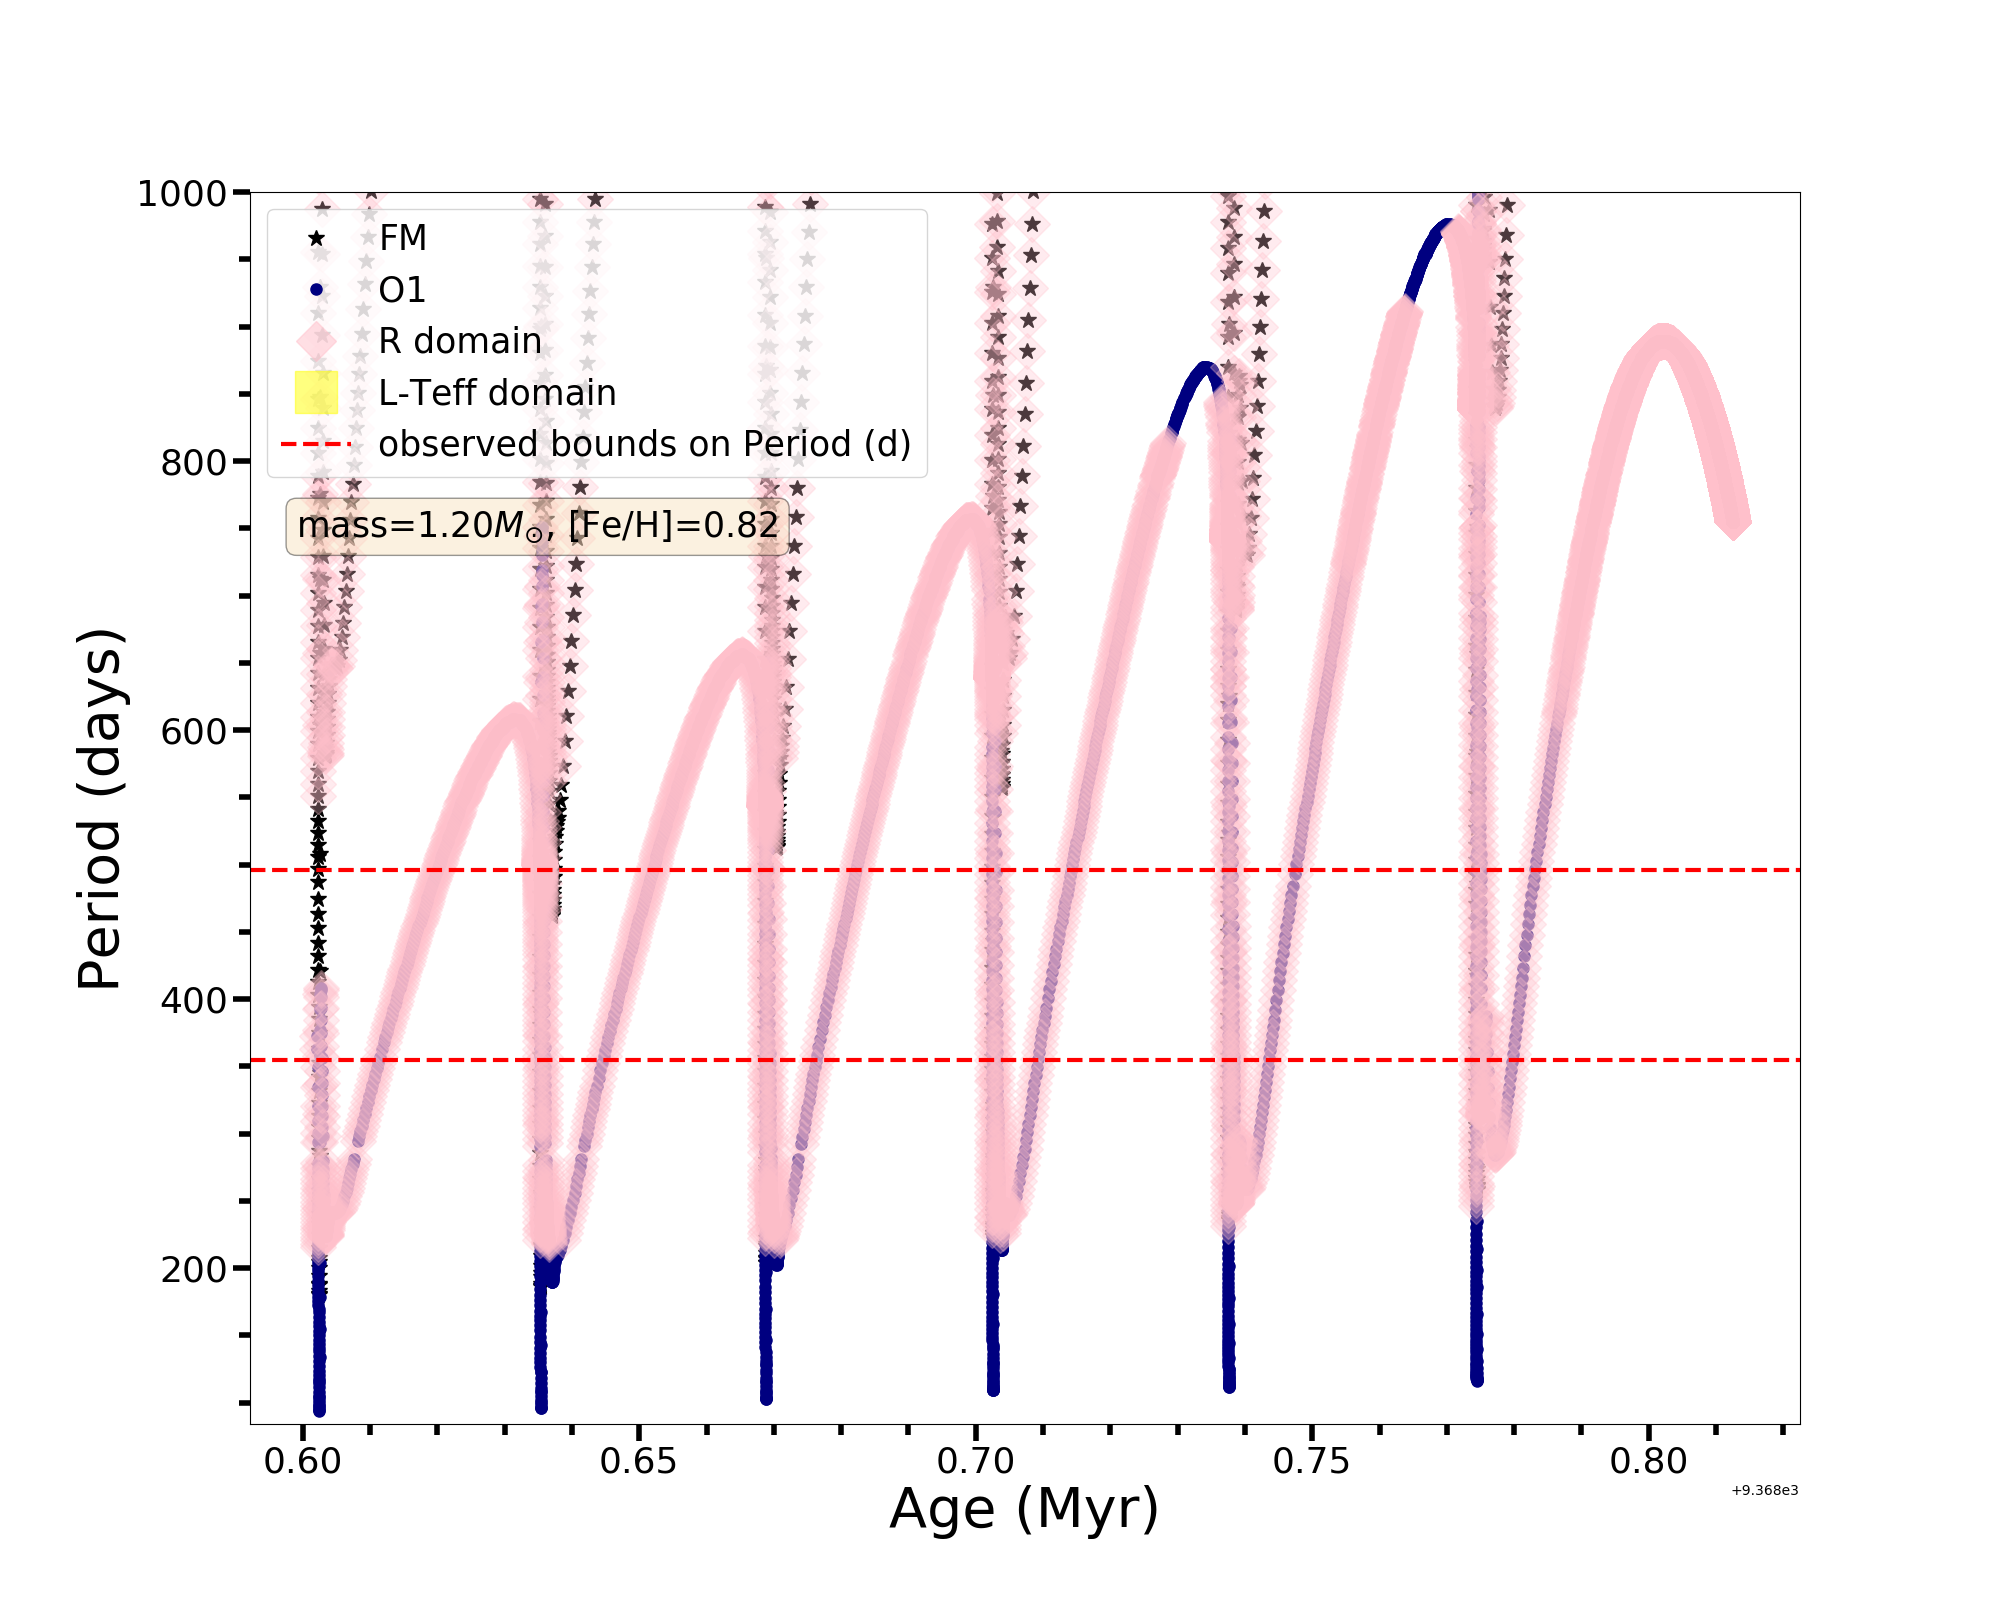 1000
800
600
400
200
Period (days)
FM
O1
R domain
L-Teff domain
observed bounds on Period (d)
mass=1.20M⊙, [Fe/H]=0.82
0.60 0.65 0.70 0.75 0.80
+9.368e3
Age (Myr)